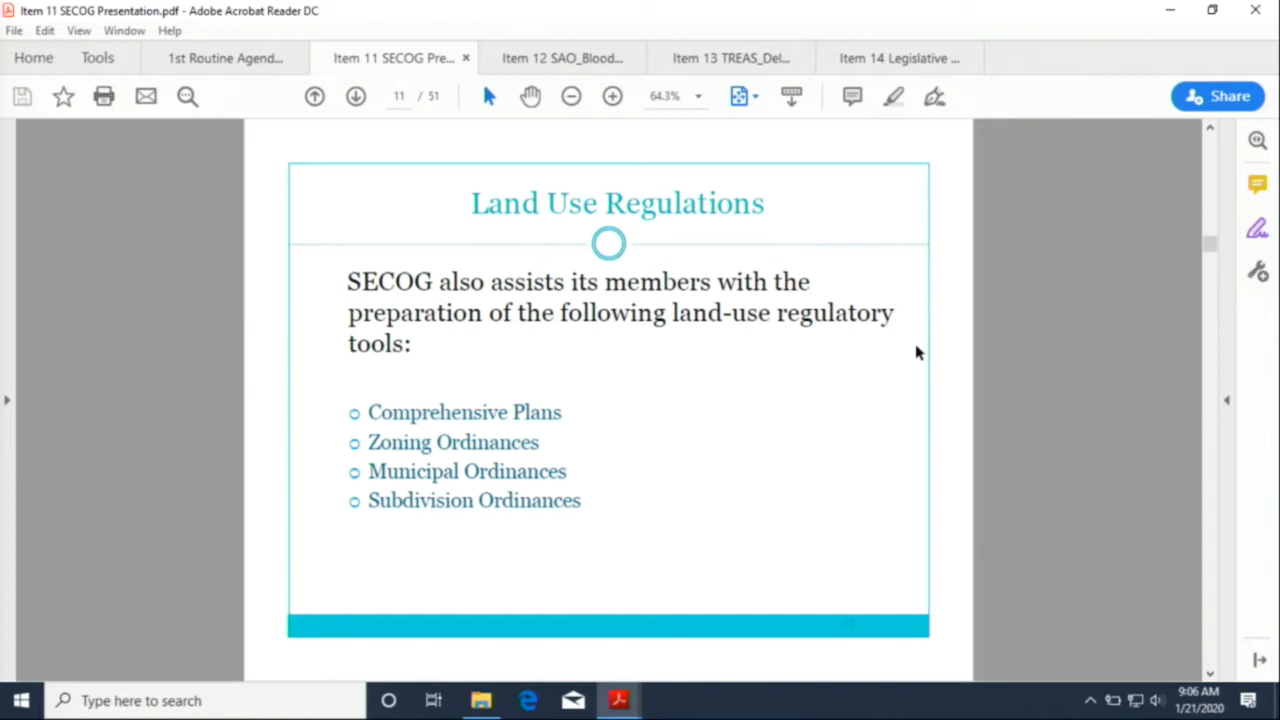 Item 11 SECOG Presentation.pdf - Adobe Acrobat Reader DC
File Edit View Window Help
Home Tools 1st Routine Agend... Item 11 SECOG Pre... Item 12 SAO_Blood... Item 13 TREAS_Del... Item 14 Legislative ...
11 / 51 64.3% Share
Land Use Regulations
SECOG also assists its members with the
preparation of the following land-use regulatory
tools:
Comprehensive Plans
Zoning Ordinances
Municipal Ordinances
Subdivision Ordinances
Type here to search
9:06 AM
1/21/2020